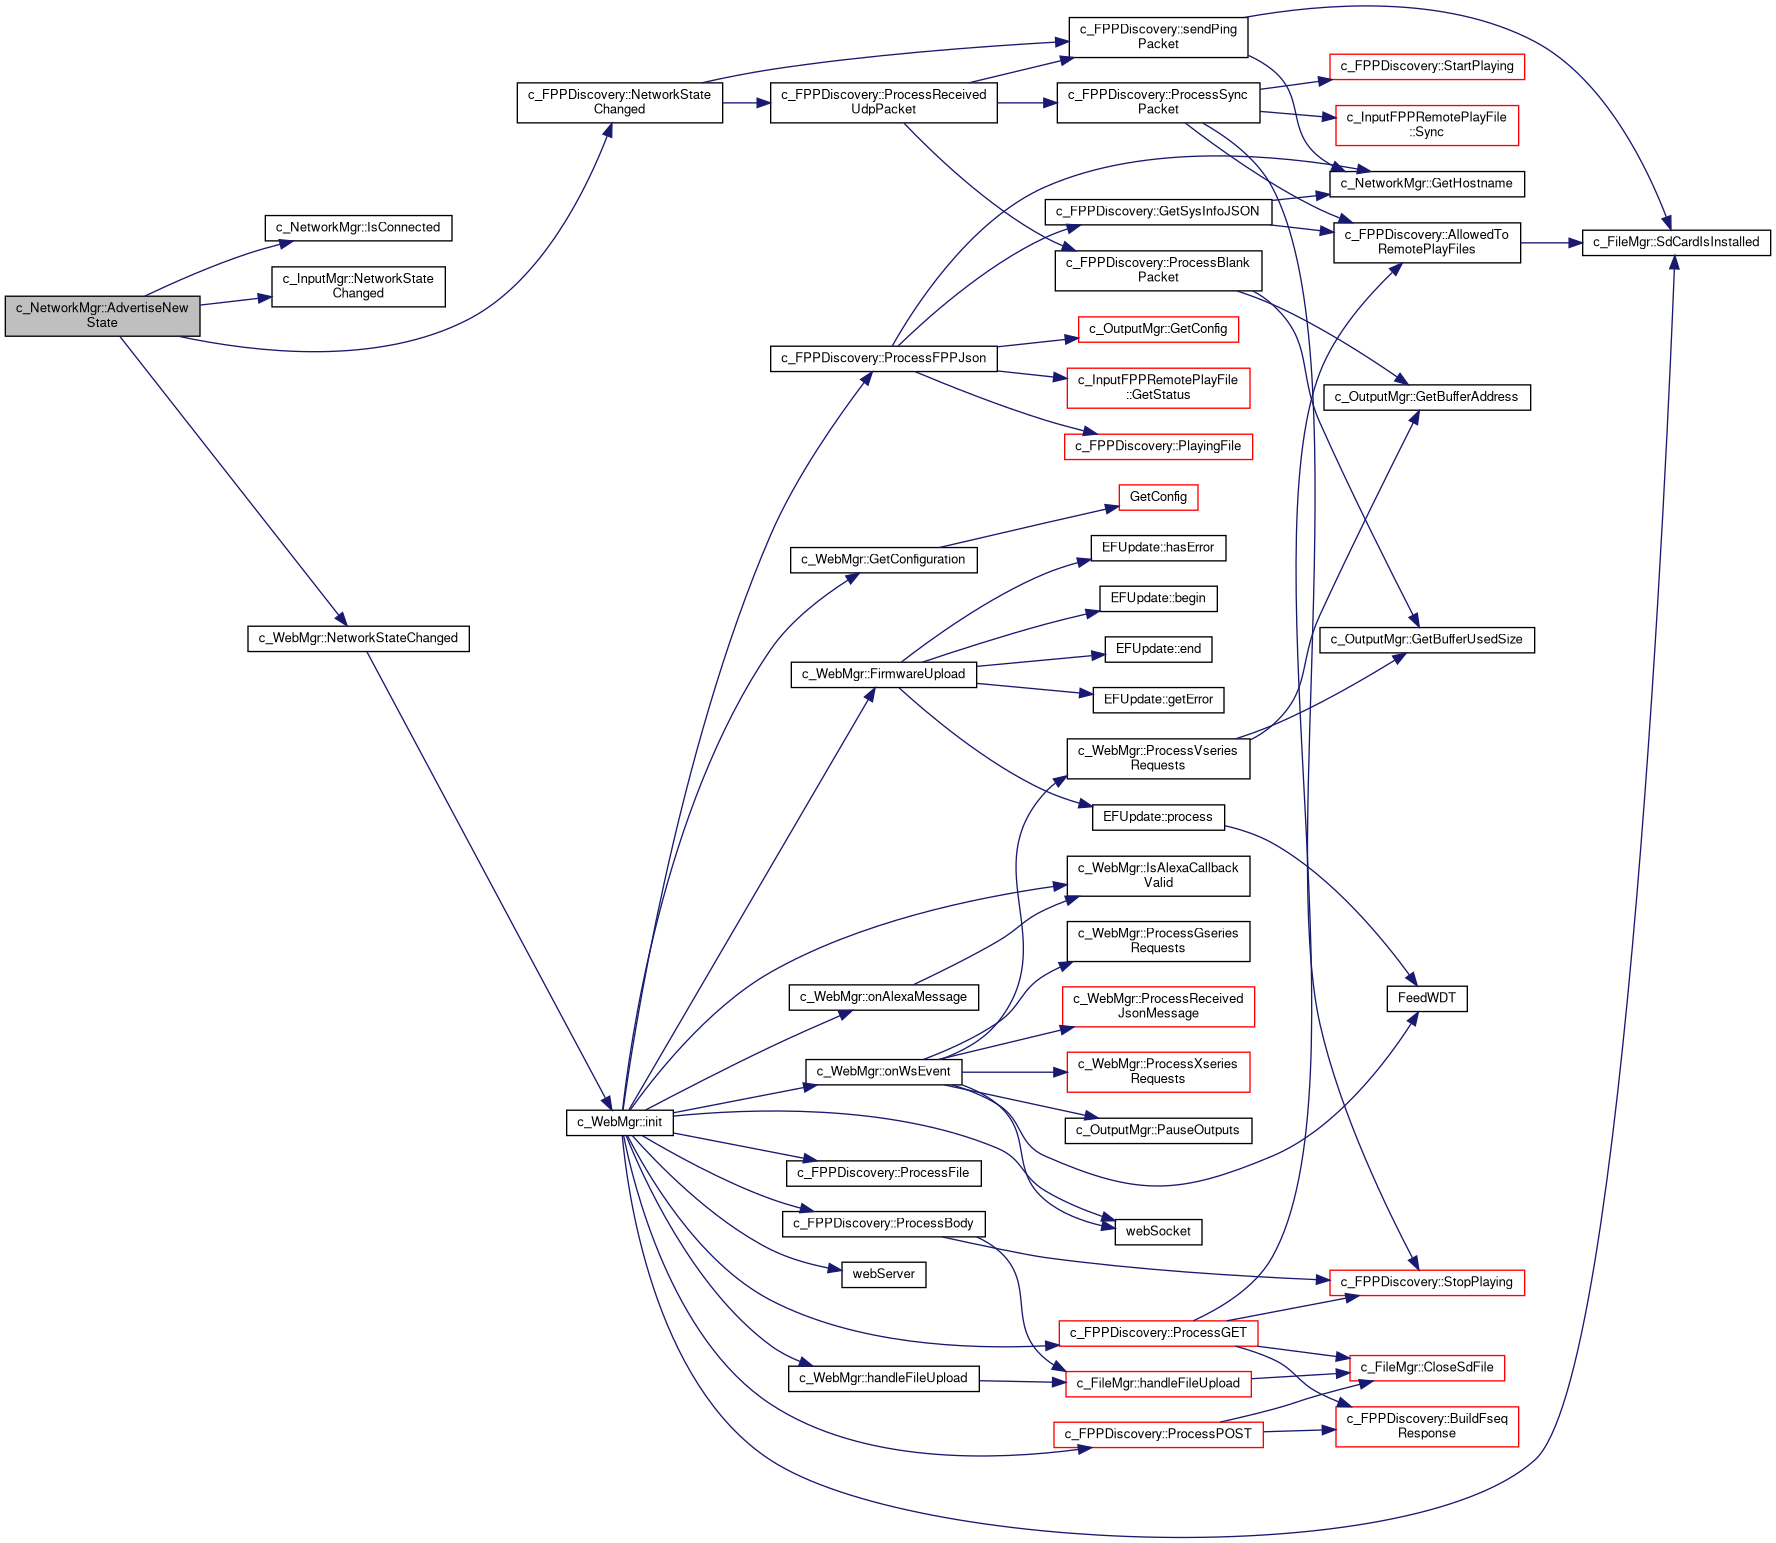 c_NetworkMgr::AdvertiseNew
State
c_NetworkMgr::IsConnected
c_InputMgr::NetworkState
Changed
c_WebMgr::NetworkStateChanged
c_FPPDiscovery::NetworkState
Changed
c_WebMgr::init
c_FPPDiscovery::ProcessReceived
UdpPacket
c_FPPDiscovery::ProcessFPPJson
c_WebMgr::GetConfiguration
c_WebMgr::FirmwareUpload
c_WebMgr::onAlexaMessage
c_WebMgr::onWsEvent
c_FPPDiscovery::ProcessFile
c_FPPDiscovery::ProcessBody
webServer
c_WebMgr::handleFileUpload
c_FPPDiscovery::sendPing
Packet
c_FPPDiscovery::ProcessSync
Packet
c_FPPDiscovery::GetSysInfoJSON
c_FPPDiscovery::ProcessBlank
Packet
c_OutputMgr::GetConfig
c_InputFPPRemotePlayFile
::GetStatus
c_FPPDiscovery::PlayingFile
GetConfig
EFUpdate::hasError
EFUpdate::begin
EFUpdate::end
EFUpdate::getError
c_WebMgr::ProcessVseries
Requests
EFUpdate::process
c_WebMgr::IsAlexaCallback
Valid
c_WebMgr::ProcessGseries
Requests
c_WebMgr::ProcessReceived
JsonMessage
c_WebMgr::ProcessXseries
Requests
c_OutputMgr::PauseOutputs
webSocket
c_FPPDiscovery::ProcessGET
c_FileMgr::handleFileUpload
c_FPPDiscovery::ProcessPOST
c_FPPDiscovery::StartPlaying
c_InputFPPRemotePlayFile
::Sync
c_NetworkMgr::GetHostname
c_FPPDiscovery::AllowedTo
RemotePlayFiles
c_OutputMgr::GetBufferAddress
c_OutputMgr::GetBufferUsedSize
FeedWDT
c_FPPDiscovery::StopPlaying
c_FileMgr::CloseSdFile
c_FPPDiscovery::BuildFseq
Response
c_FileMgr::SdCardIsInstalled